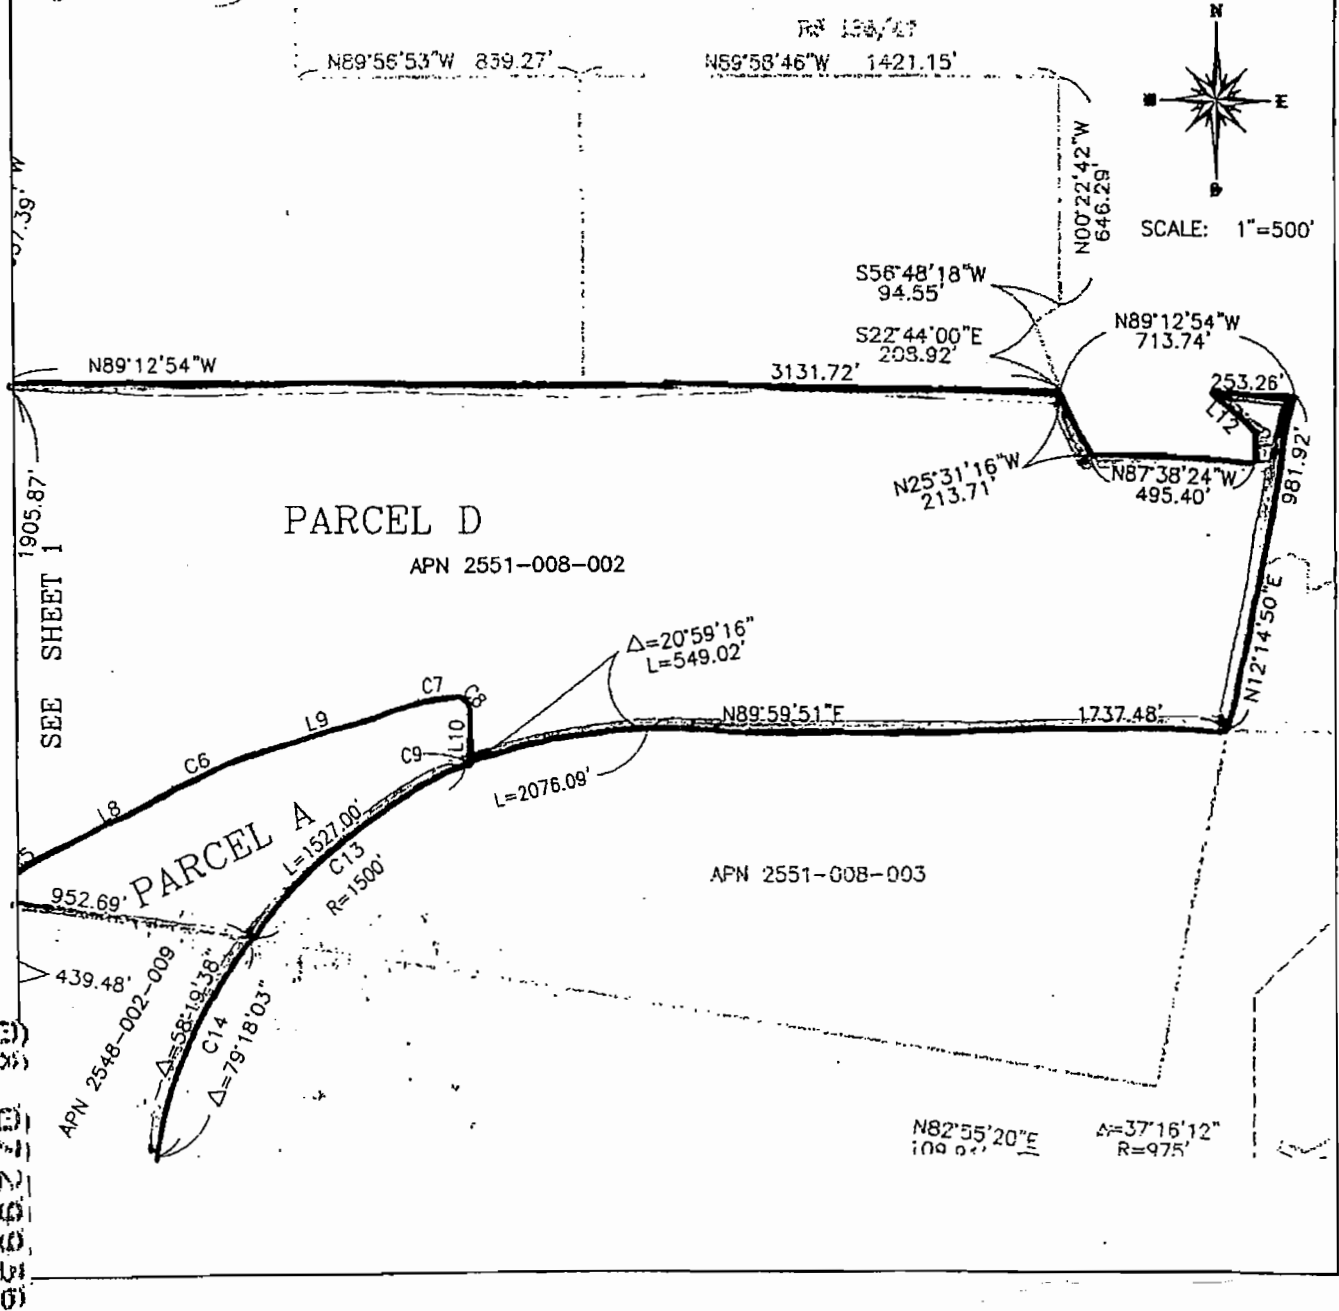 N
E
SCALE: 1"=500'
N89°56'53"W 839.27'
N89°58'46"W 1421.15'
N00°22'42"W
646.29'
S56°48'18"W
94.55'
S22°44'00"E
208.92'
N89°12'54"W
713.74'
253.26'
L12
N89°12'54"W
3131.72'
N25°31'16"W
213.71'
N87°38'24"W
495.40'
981.92'
N12°14'50"E
1905.87'
SEE SHEET 1
PARCEL D
APN 2551-008-002
Δ=20°59'16"
L=549.02'
C7
C8
L9
L10
C6
C9
L8
N89°59'51"E
1737.48'
L=2076.09'
PARCEL A
L=1527.00'
C13
R=1500'
APN 2551-008-003
952.69'
439.48'
APN 2548-002-009
Δ=58°19'38"
C14
Δ=79°18'03"
N82°55'20"E
Δ=37°16'12"
R=975'